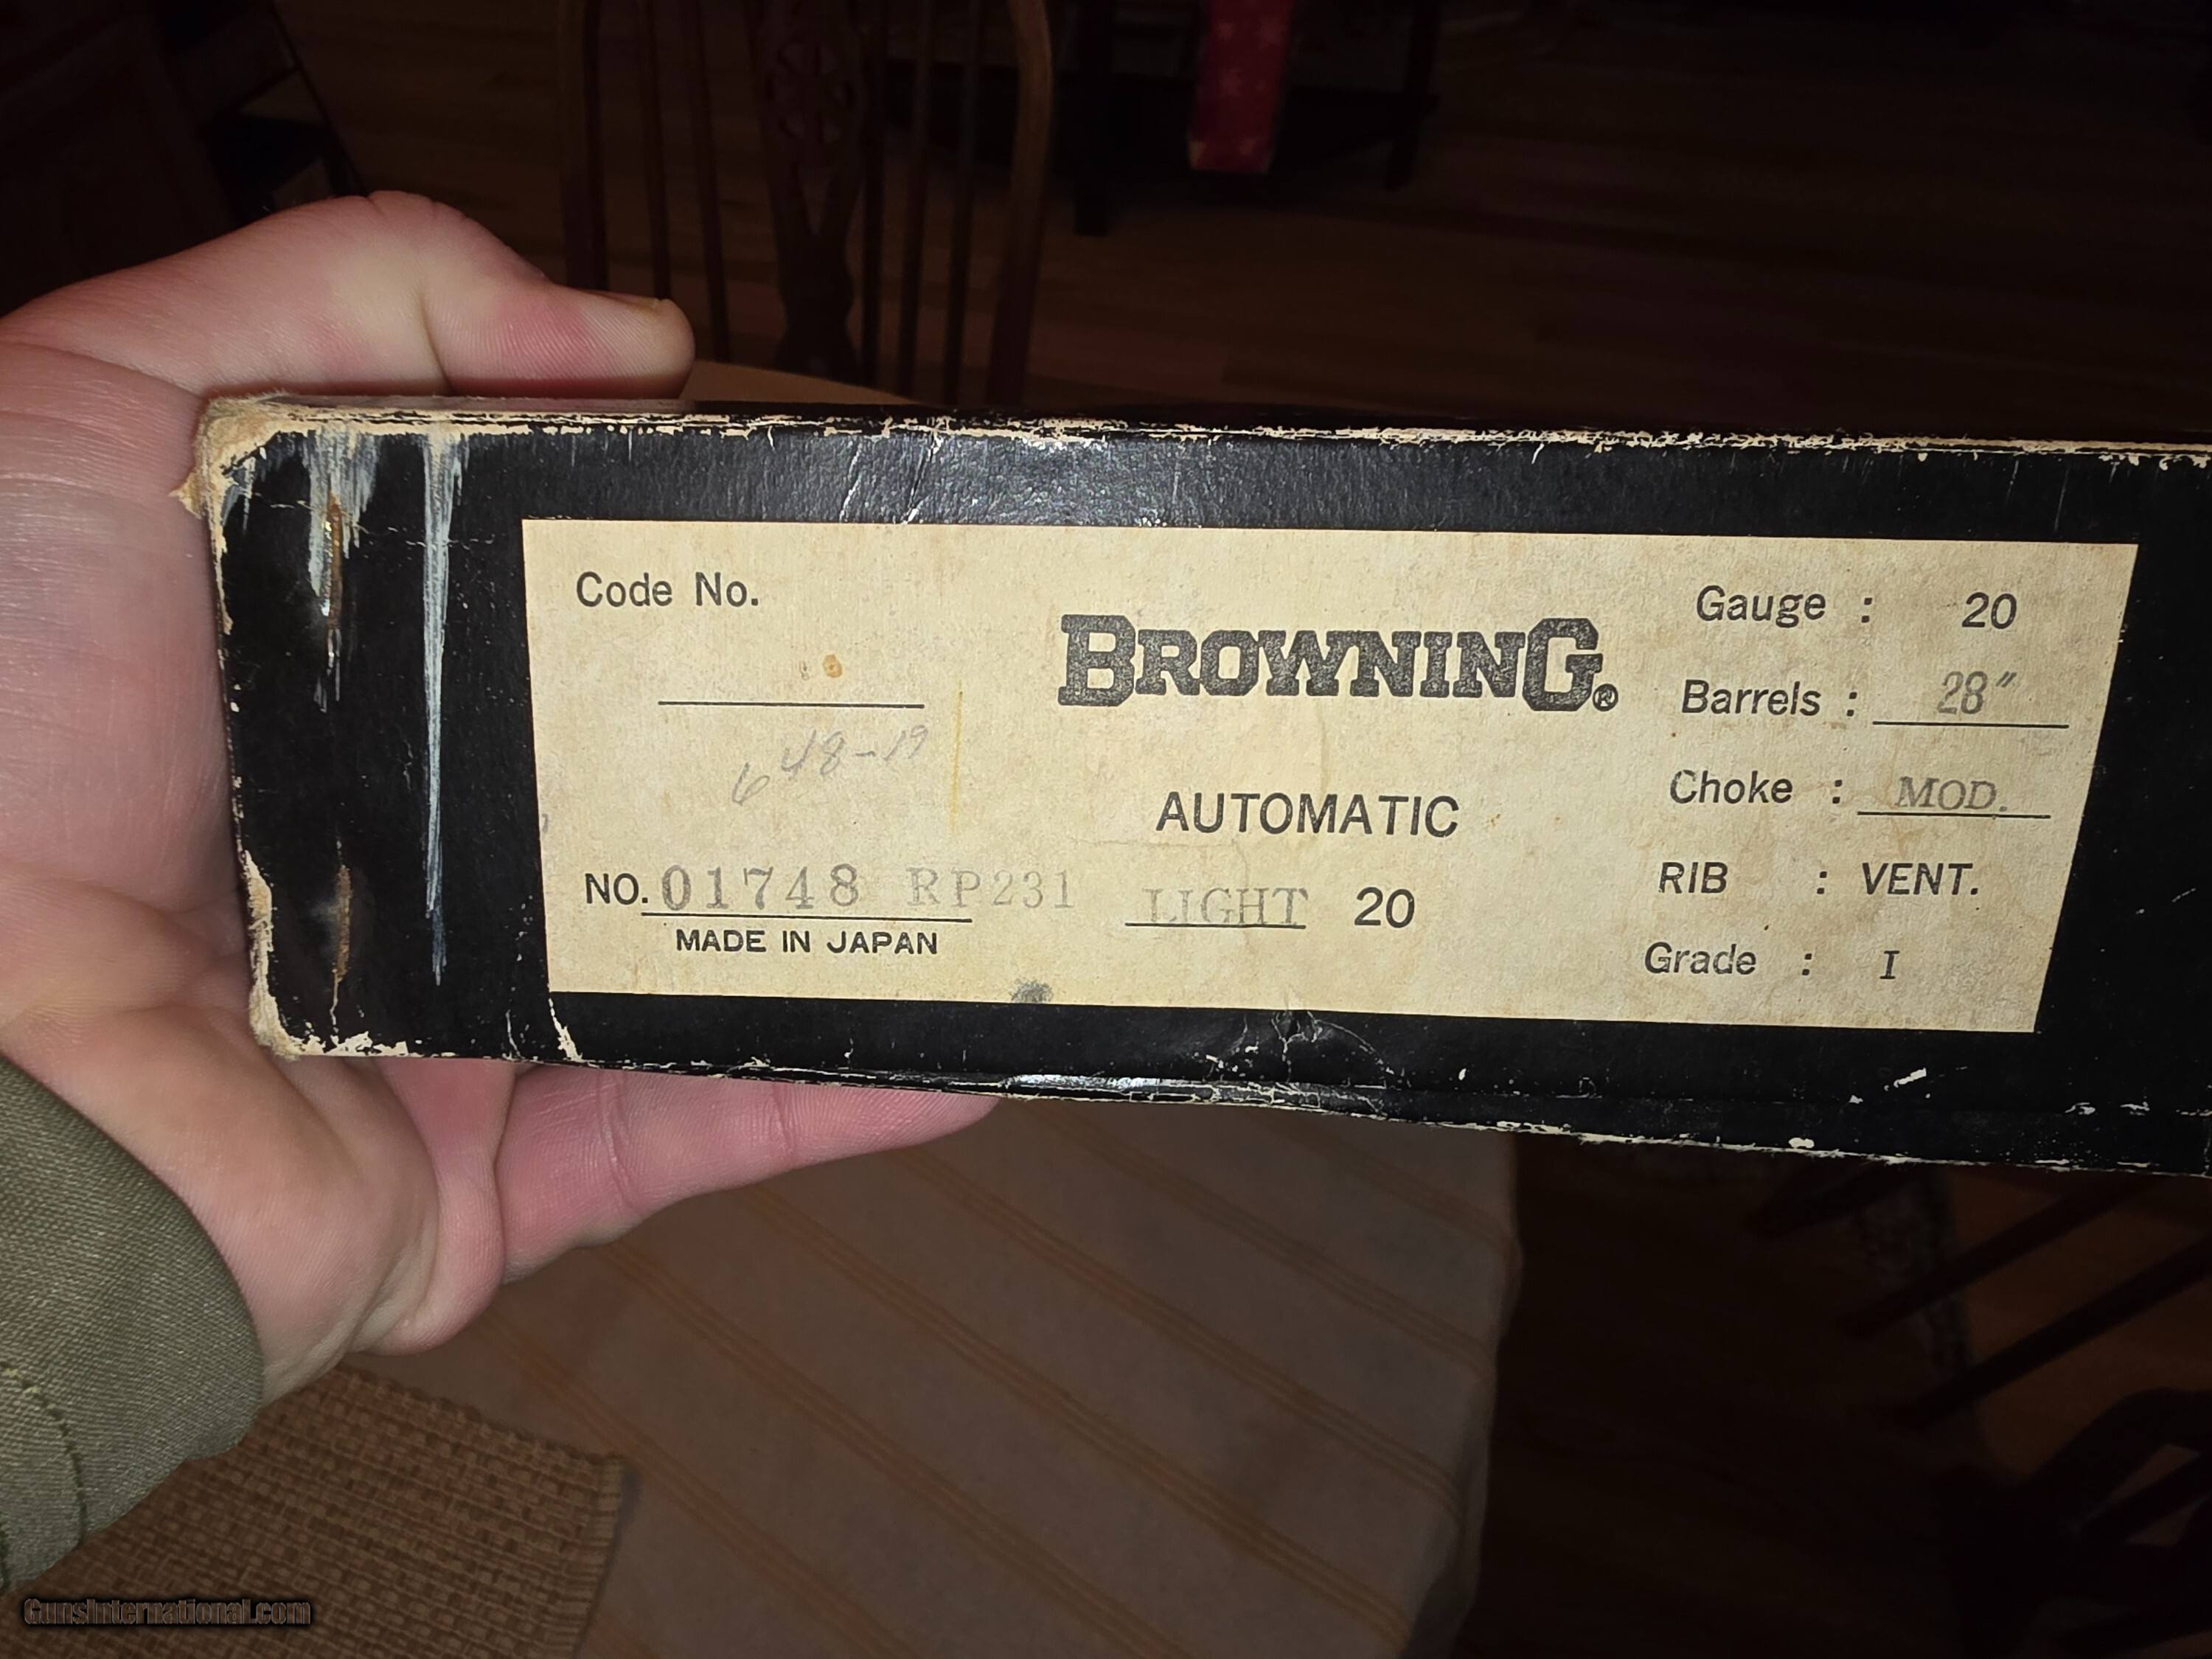 Code No.
648-19
NO. 01748 RP231
MADE IN JAPAN
BROWNING®
AUTOMATIC
LIGHT 20
Gauge : 20
Barrels : 28"
Choke : MOD.
RIB : VENT.
Grade : I
GunsInternational.com